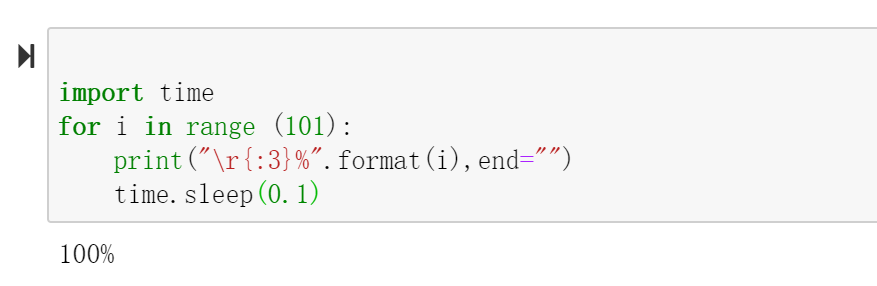 import time
for i in range (101):
    print("\r{:3}%".format(i),end="")
    time.sleep(0.1)
100%